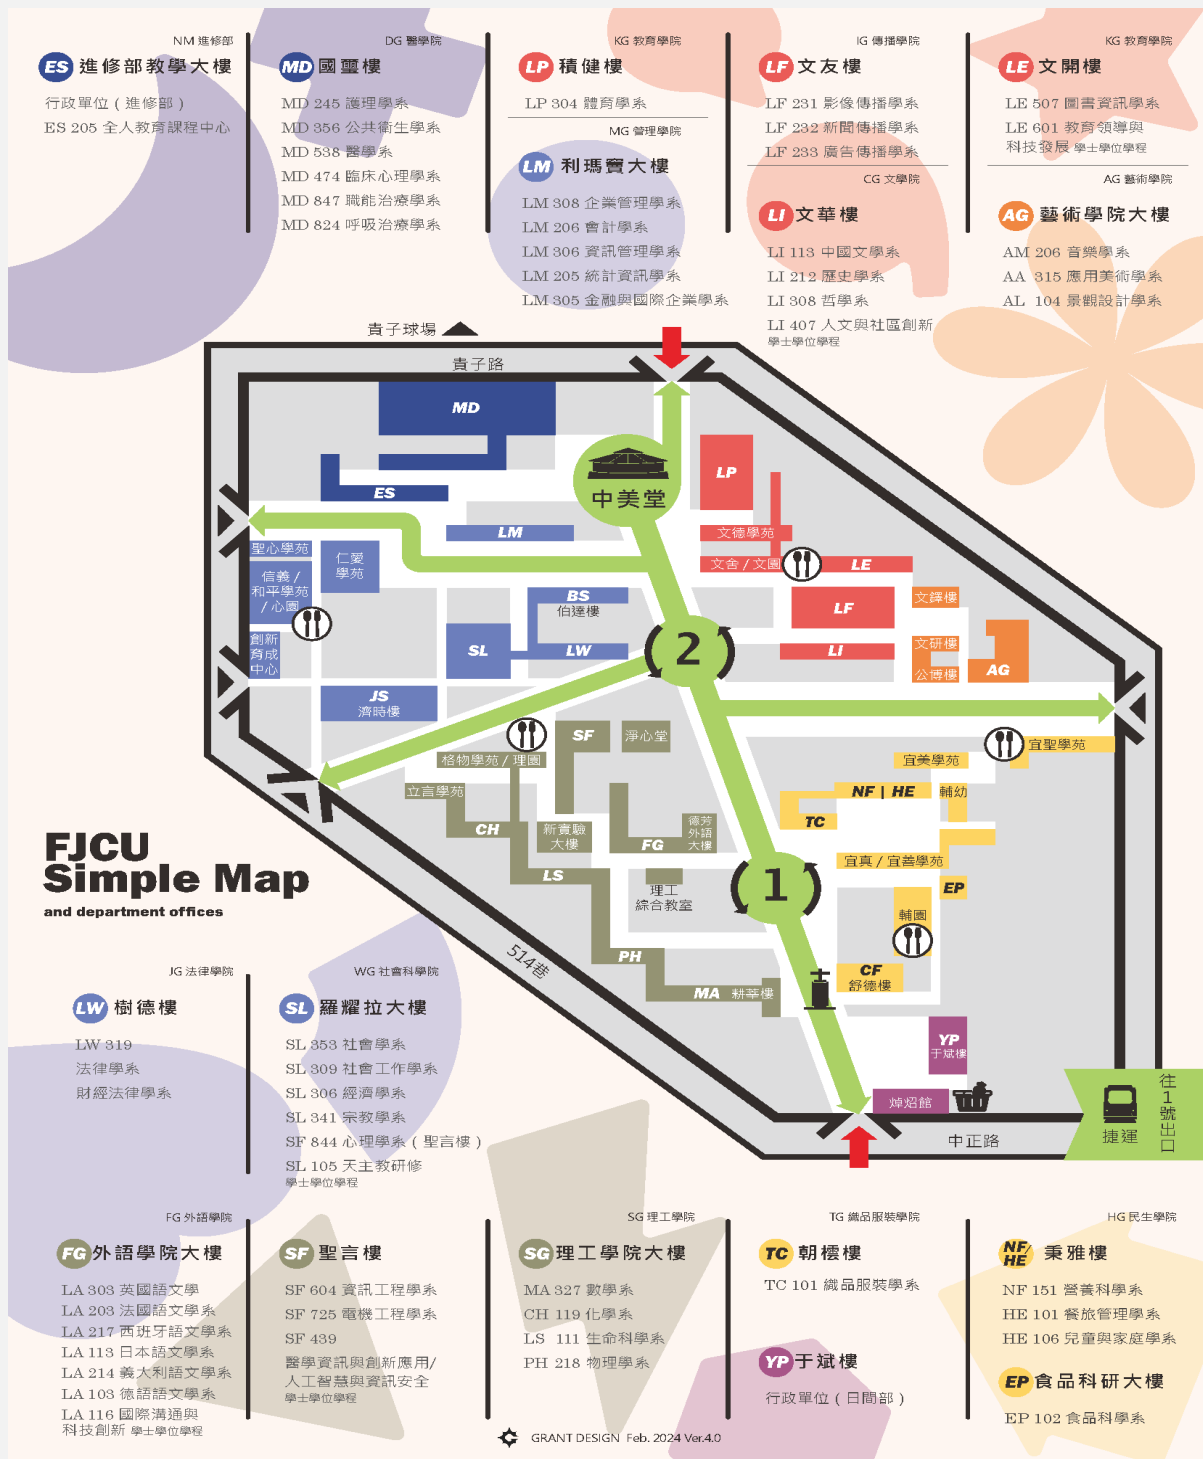 NM 進修部
ES 進修部教學大樓
行政單位 ( 進修部 )
ES 205 全人教育課程中心
DG 醫學院
MD 國璽樓
MD 245 護理學系
MD 356 公共衛生學系
MD 538 醫學系
MD 474 臨床心理學系
MD 847 職能治療學系
MD 824 呼吸治療學系
KG 教育學院
LP 積健樓
LP 304 體育學系
MG 管理學院
LM 利瑪竇大樓
LM 308 企業管理學系
LM 206 會計學系
LM 306 資訊管理學系
LM 205 統計資訊學系
LM 305 金融與國際企業學系
IG 傳播學院
LF 文友樓
LF 231 影像傳播學系
LF 232 新聞傳播學系
LF 233 廣告傳播學系
CG 文學院
LI 文華樓
LI 113 中國文學系
LI 212 歷史學系
LI 308 哲學系
LI 407 人文與社區創新
學士學位學程
KG 教育學院
LE 文開樓
LE 507 圖書資訊學系
LE 601 教育領導與
科技發展 學士學位學程
AG 藝術學院
AG 藝術學院大樓
AM 206 音樂學系
AA 315 應用美術學系
AL 104 景觀設計學系
貴子球場
貴子路
MD
ES
中美堂
LP
LM
文德學苑
文舍 / 文園
LE
聖心學苑
仁愛
學苑
信義 /
和平學苑
/ 心園
BS
伯達樓
LF
文鐸樓
創新
育成
中心
SL
LW
2
LI
文研樓
公博樓
AG
JS
濟時樓
SF
淨心堂
格物學苑 / 理園
宜聖學苑
宜美學苑
立言學苑
NF | HE
輔幼
TC
CH
新實驗
大樓
FG
德芳
外語
大樓
宜真 / 宜善學苑
LS
理工
綜合教室
1
EP
輔園
514巷
PH
CF
舒德樓
MA 耕莘樓
YP
于斌樓
焯炤館
中正路
捷運
往1號出口
FJCU
Simple Map
and department offices
JG 法律學院
LW 樹德樓
LW 319
法律學系
財經法律學系
WG 社會科學院
SL 羅耀拉大樓
SL 353 社會學系
SL 309 社會工作學系
SL 306 經濟學系
SL 341 宗教學系
SF 844 心理學系 ( 聖言樓 )
SL 105 天主教研修
學士學位學程
FG 外語學院
FG 外語學院大樓
LA 303 英國語文學
LA 203 法國語文學系
LA 217 西班牙語文學系
LA 113 日本語文學系
LA 214 義大利語文學系
LA 103 德語語文學系
LA 116 國際溝通與
科技創新 學士學位學程
SF 聖言樓
SF 604 資訊工程學系
SF 725 電機工程學系
SF 439
醫學資訊與創新應用/
人工智慧與資訊安全
學士學位學程
SG 理工學院
SG 理工學院大樓
MA 327 數學系
CH 119 化學系
LS 111 生命科學系
PH 218 物理學系
TG 織品服裝學院
TC 朝橒樓
TC 101 織品服裝學系
YP 于斌樓
行政單位 ( 日間部 )
HG 民生學院
NF/HE 秉雅樓
NF 151 營養科學系
HE 101 餐旅管理學系
HE 106 兒童與家庭學系
EP 食品科研大樓
EP 102 食品科學系
GRANT DESIGN Feb. 2024 Ver.4.0